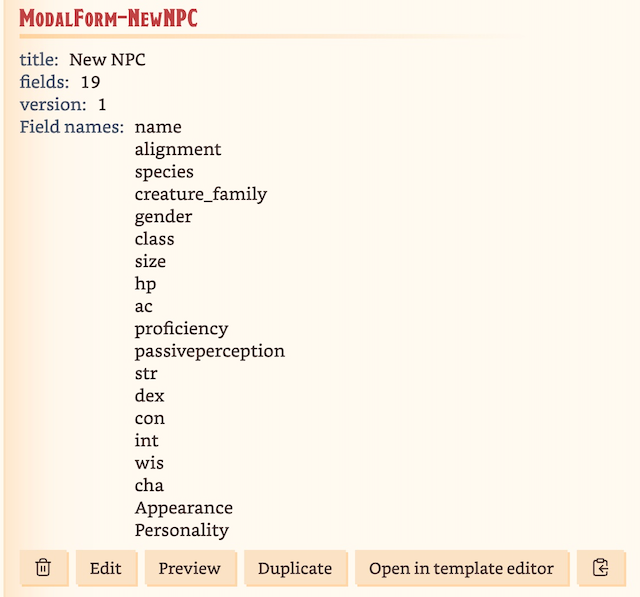 ModalForm-NewNPC
title: New NPC
fields: 19
version: 1
Field names: name
alignment
species
creature_family
gender
class
size
hp
ac
proficiency
passiveperception
str
dex
con
int
wis
cha
Appearance
Personality
Edit Preview Duplicate Open in template editor